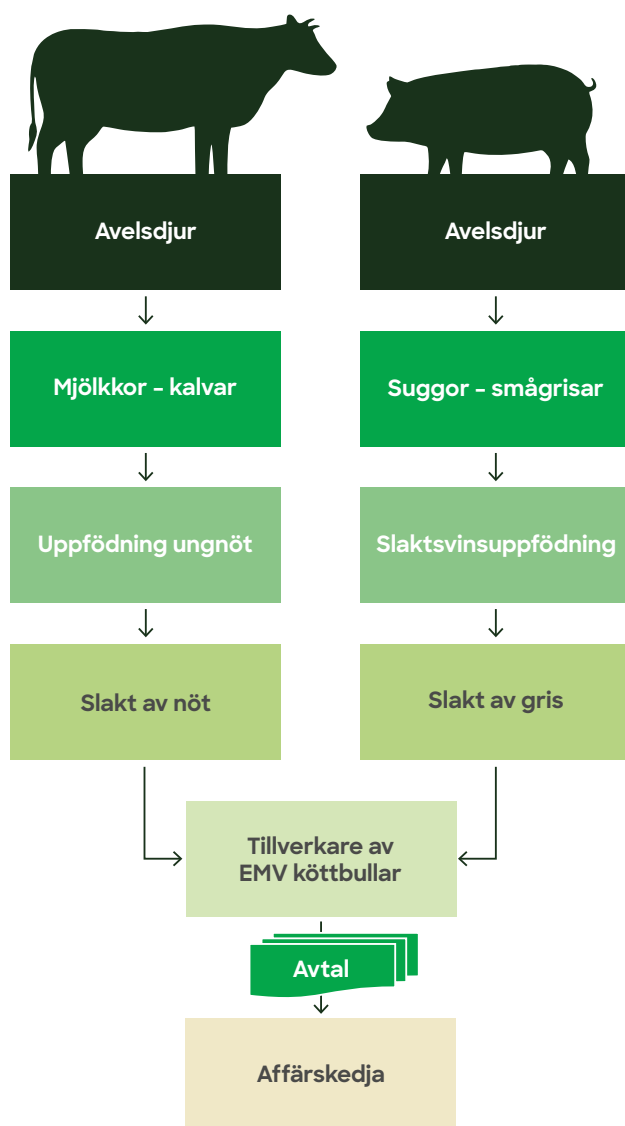 Avelsdjur
Avelsdjur
Mjölkkor – kalvar
Suggor – smågrisar
Uppfödning ungnöt
Slaktsvinsuppfödning
Slakt av nöt
Slakt av gris
Tillverkare av
EMV köttbullar
Avtal
Affärskedja